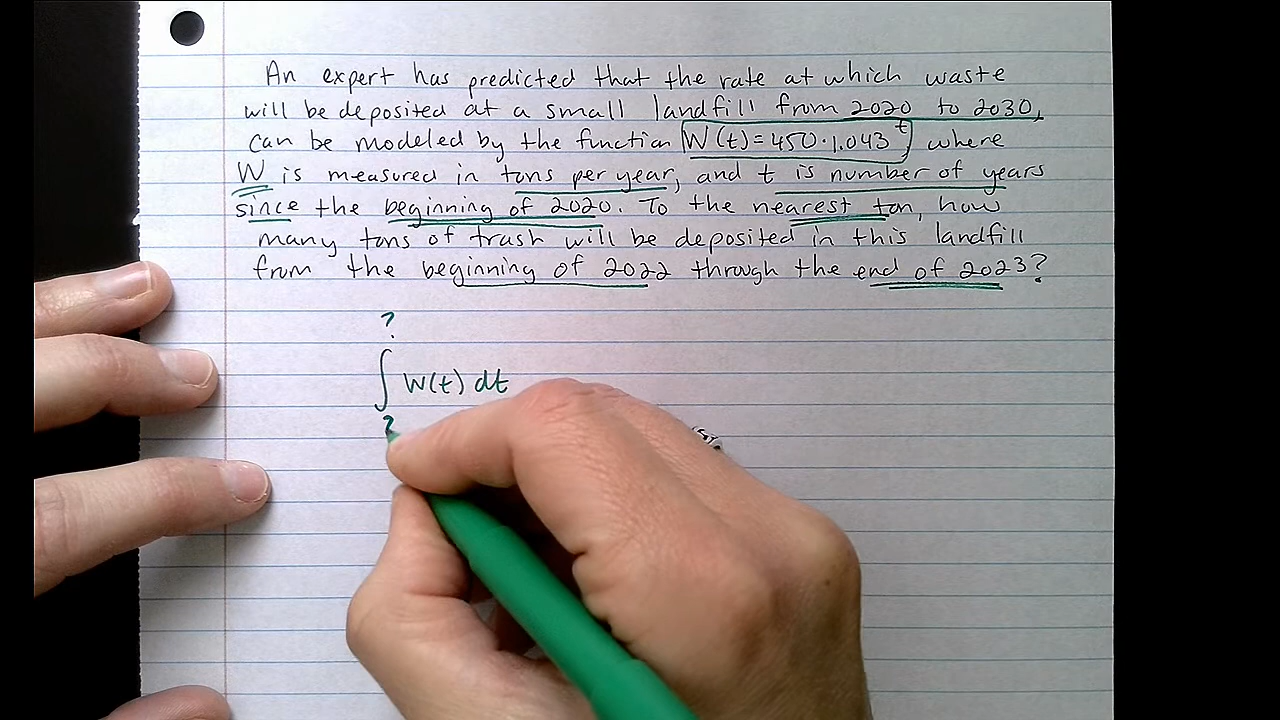 An expert has predicted that the rate at which waste
will be deposited at a small landfill from 2020 to 2030,
can be modeled by the function W(t)=450·1.043^t where
W is measured in tons per year, and t is number of years
since the beginning of 2020. To the nearest ton, how
many tons of trash will be deposited in this landfill
from the beginning of 2022 through the end of 2023?
?
∫ W(t) dt
?